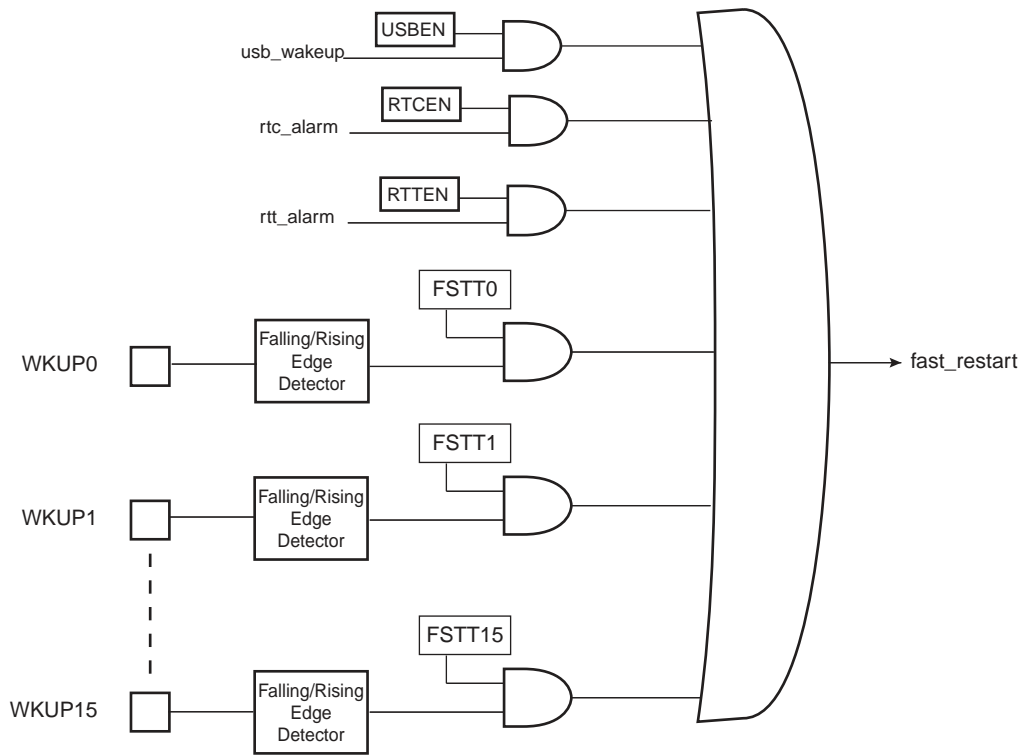 USBEN
usb_wakeup
RTCEN
rtc_alarm
RTTEN
rtt_alarm
FSTT0
WKUP0
Falling/Rising
Edge
Detector
fast_restart
FSTT1
WKUP1
Falling/Rising
Edge
Detector
FSTT15
WKUP15
Falling/Rising
Edge
Detector